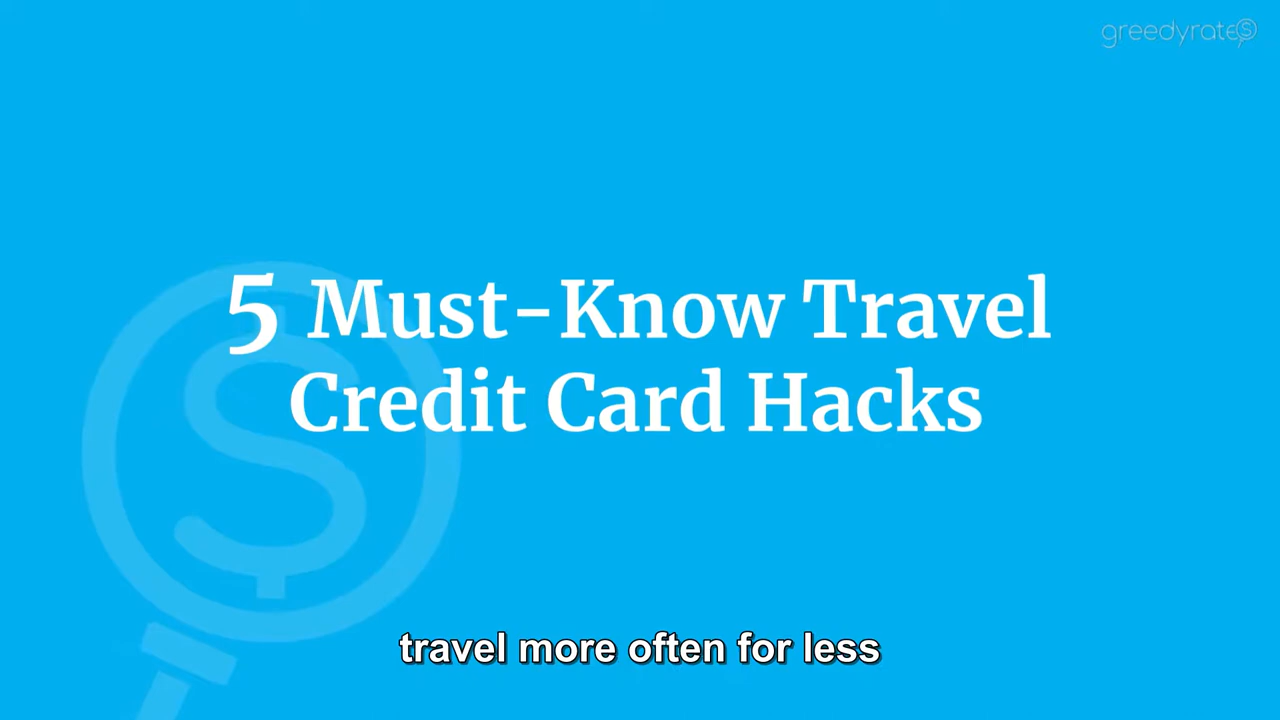 greedyrates
5 Must-Know Travel
Credit Card Hacks
travel more often for less